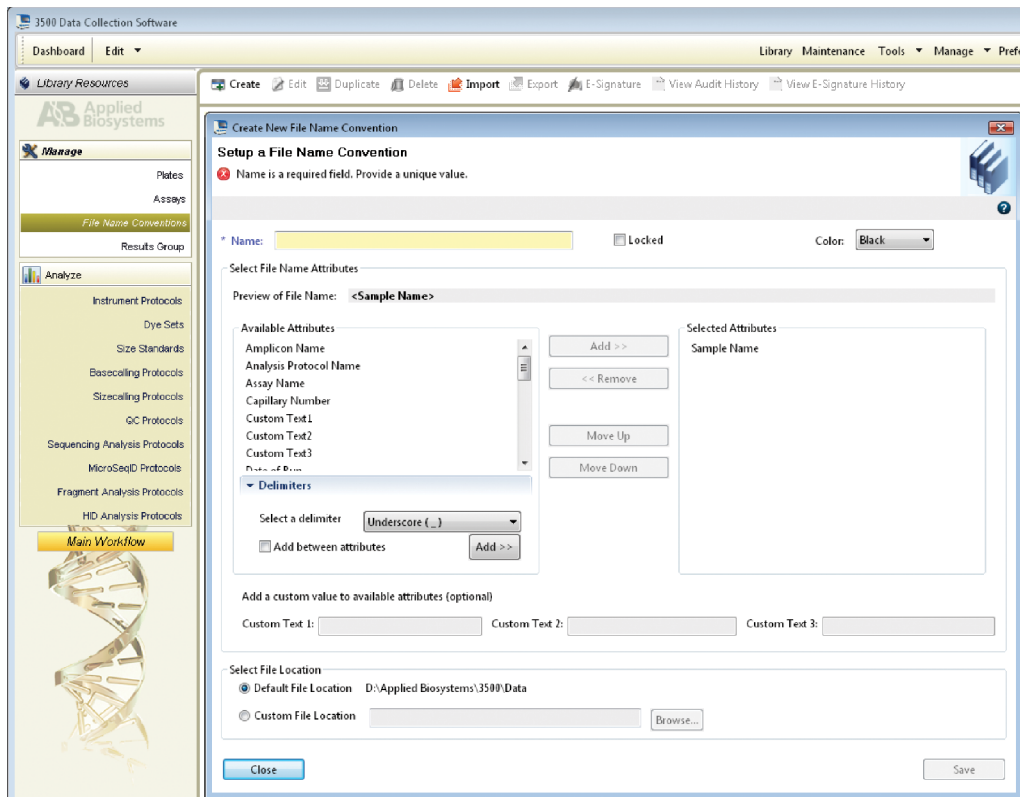 3500 Data Collection Software
Dashboard Edit Library Maintenance Tools Manage
Library Resources
Create Edit Duplicate Delete Import Export E-Signature View Audit History View E-Signature History
AB Applied Biosystems
Manage
Plates
Assays
File Name Conventions
Results Group
Analyze
Instrument Protocols
Dye Sets
Size Standards
Basecalling Protocols
Sizecalling Protocols
QC Protocols
Sequencing Analysis Protocols
MicroSeqID Protocols
Fragment Analysis Protocols
HID Analysis Protocols
Main Workflow
Create New File Name Convention
Setup a File Name Convention
Name is a required field. Provide a unique value.
* Name: Locked Color: Black
Select File Name Attributes
Preview of File Name: <Sample Name>
Available Attributes
Amplicon Name
Analysis Protocol Name
Assay Name
Capillary Number
Custom Text1
Custom Text2
Custom Text3
Date of Run
Add >>
<< Remove
Move Up
Move Down
Selected Attributes
Sample Name
Delimiters
Select a delimiter Underscore (_)
Add between attributes Add >>
Add a custom value to available attributes (optional)
Custom Text 1: Custom Text 2: Custom Text 3:
Select File Location
Default File Location D:\Applied Biosystems\3500\Data
Custom File Location Browse...
Close Save